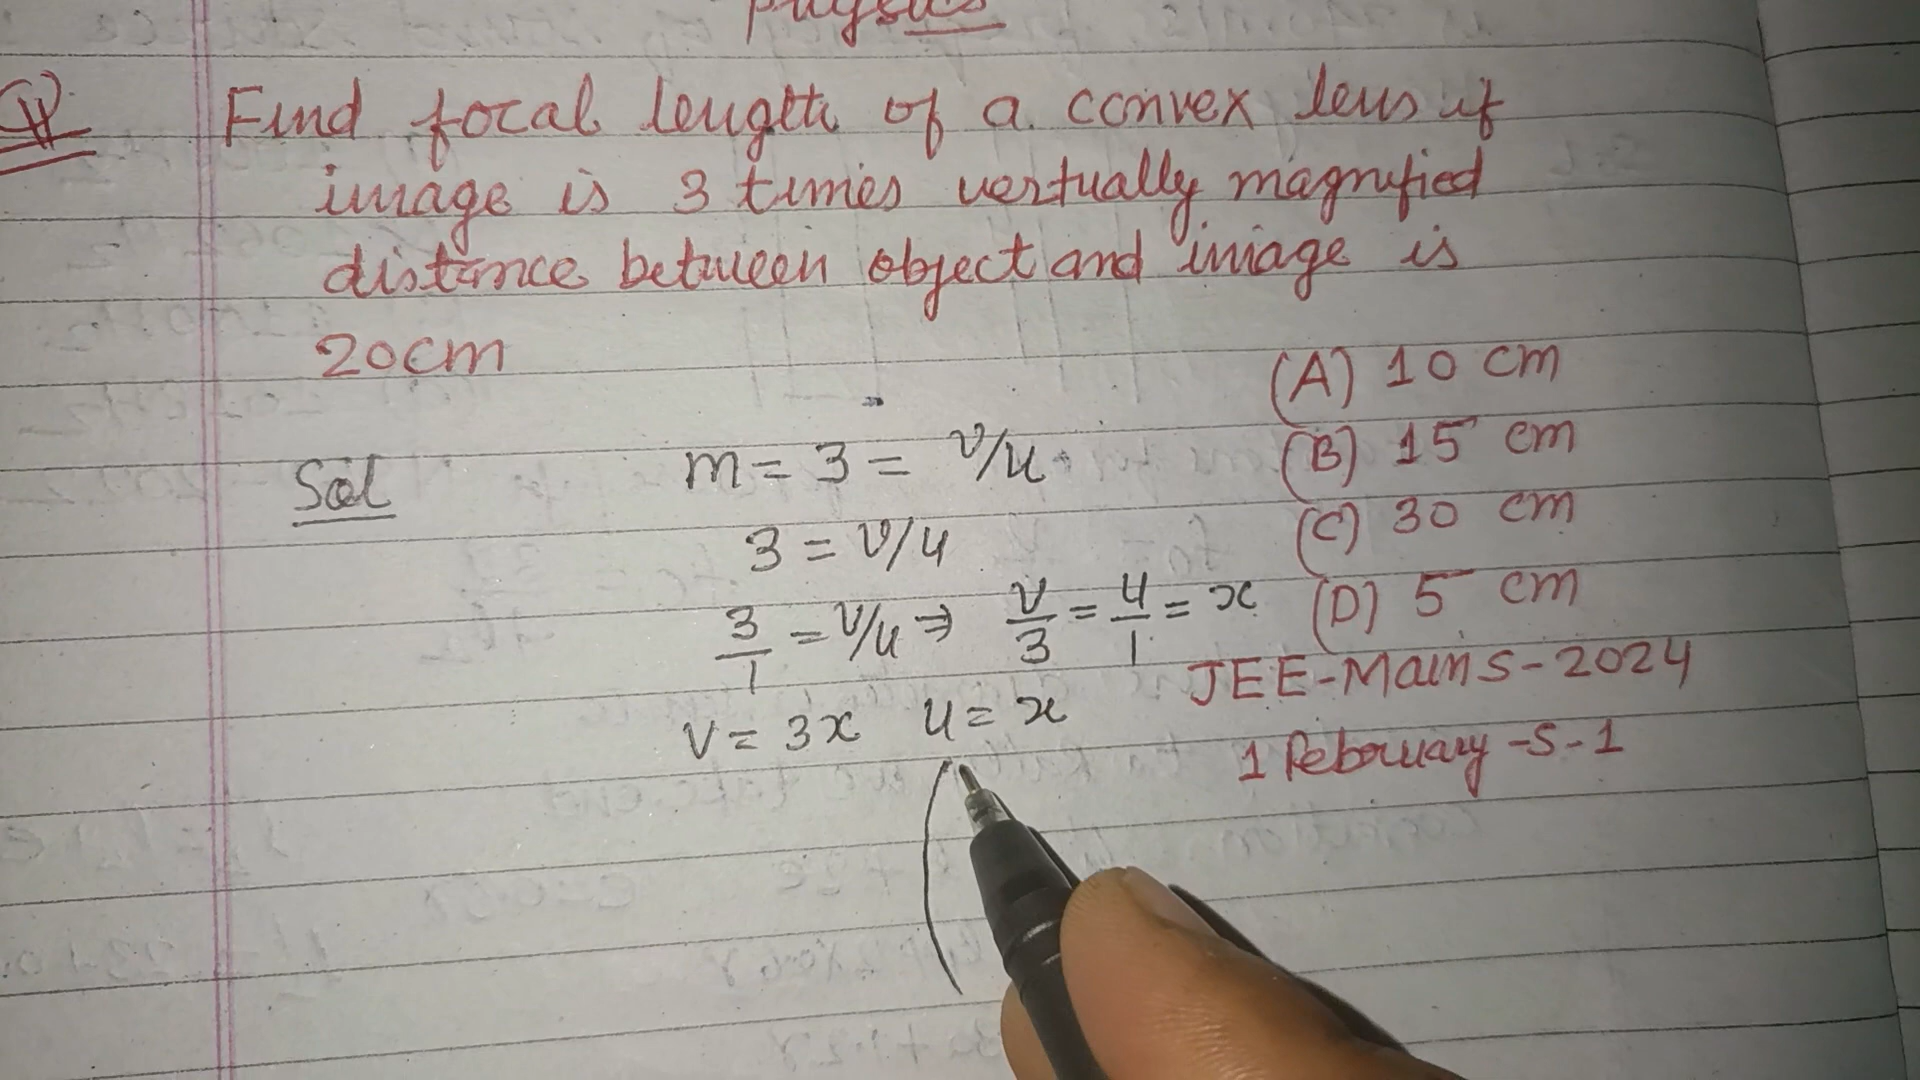 Physics
Q
Find focal length of a convex lens if
image is 3 times vertually magnified
distance between object and image is
20cm
(A) 10 cm
(B) 15 cm
(C) 30 cm
(D) 5 cm
JEE-Mains-2024
1 February-S-1
Sol
m = 3 = v/u
3 = v/u
3/1 = v/u ⇒ v/3 = u/1 = x
v = 3x u = x